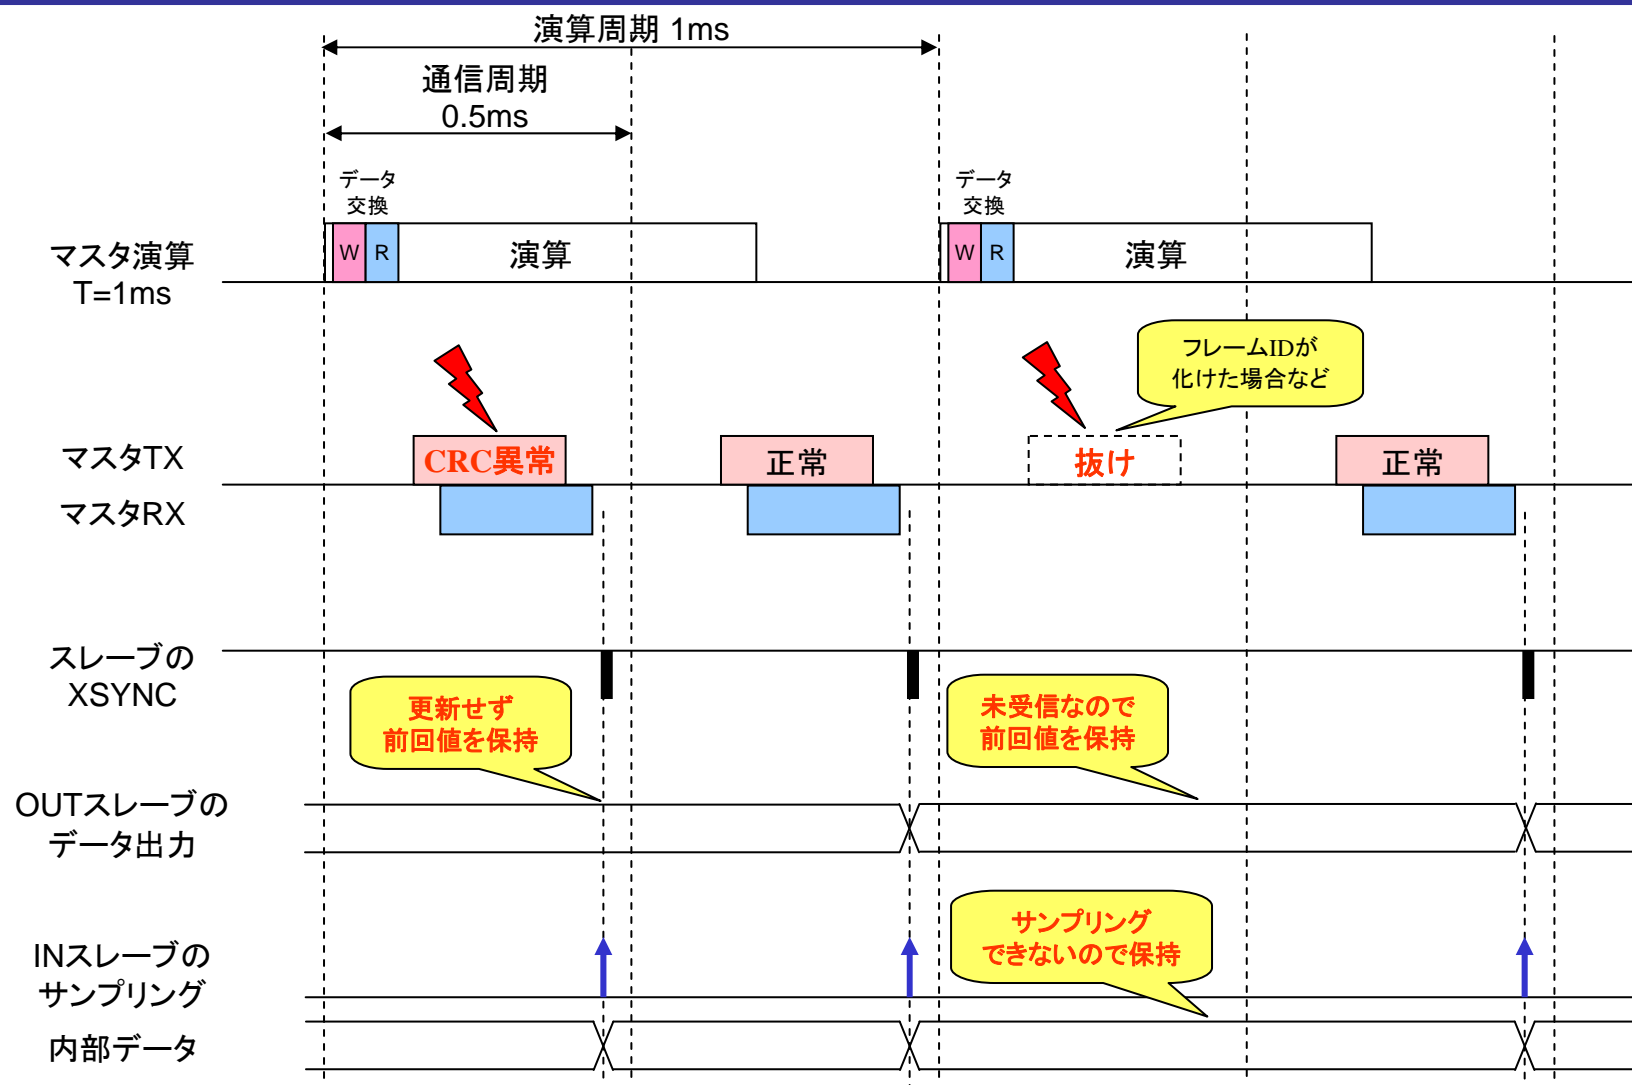 演算周期 1ms
通信周期
0.5ms
データ
交換
データ
交換
マスタ演算
T=1ms
W
R
演算
W
R
演算
フレームIDが
化けた場合など
マスタTX
CRC異常
正常
抜け
正常
マスタRX
スレーブの
XSYNC
更新せず
前回値を保持
未受信なので
前回値を保持
OUTスレーブの
データ出力
サンプリング
できないので保持
INスレーブの
サンプリング
内部データ